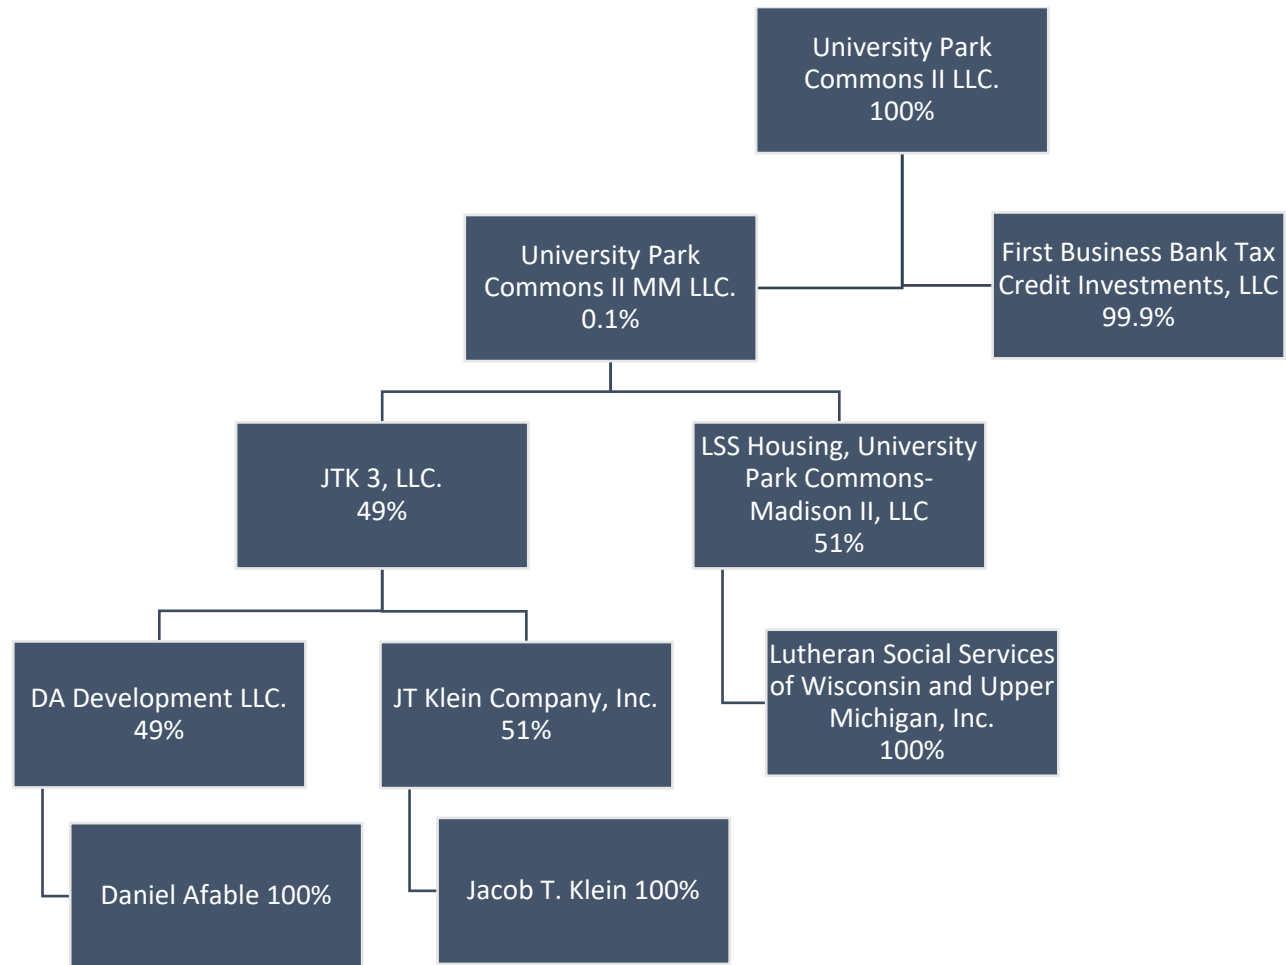 University Park
Commons II LLC.
100%
University Park
Commons II MM LLC.
0.1%
First Business Bank Tax
Credit Investments, LLC
99.9%
JTK 3, LLC.
49%
LSS Housing, University
Park Commons-
Madison II, LLC
51%
DA Development LLC.
49%
JT Klein Company, Inc.
51%
Lutheran Social Services
of Wisconsin and Upper
Michigan, Inc.
100%
Daniel Afable 100%
Jacob T. Klein 100%